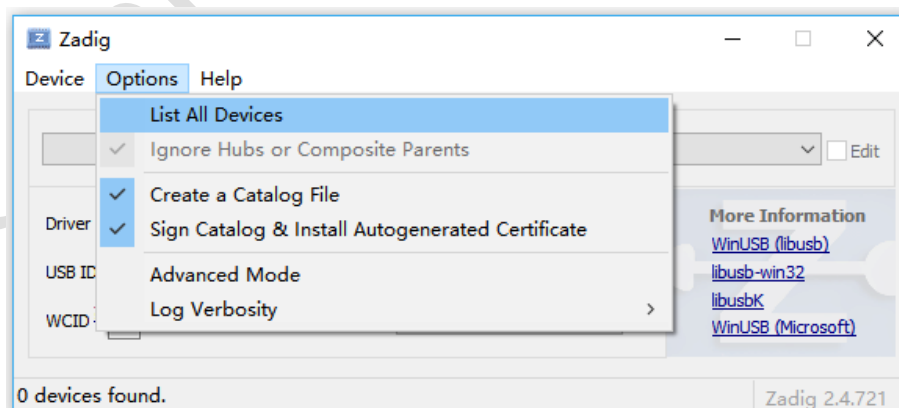 Zadig
Device Options Help
List All Devices
Ignore Hubs or Composite Parents
Edit
Create a Catalog File
Sign Catalog & Install Autogenerated Certificate
Advanced Mode
Log Verbosity
Driver
USB ID
WCID
More Information
WinUSB (libusb)
libusb-win32
libusbK
WinUSB (Microsoft)
0 devices found.
Zadig 2.4.721